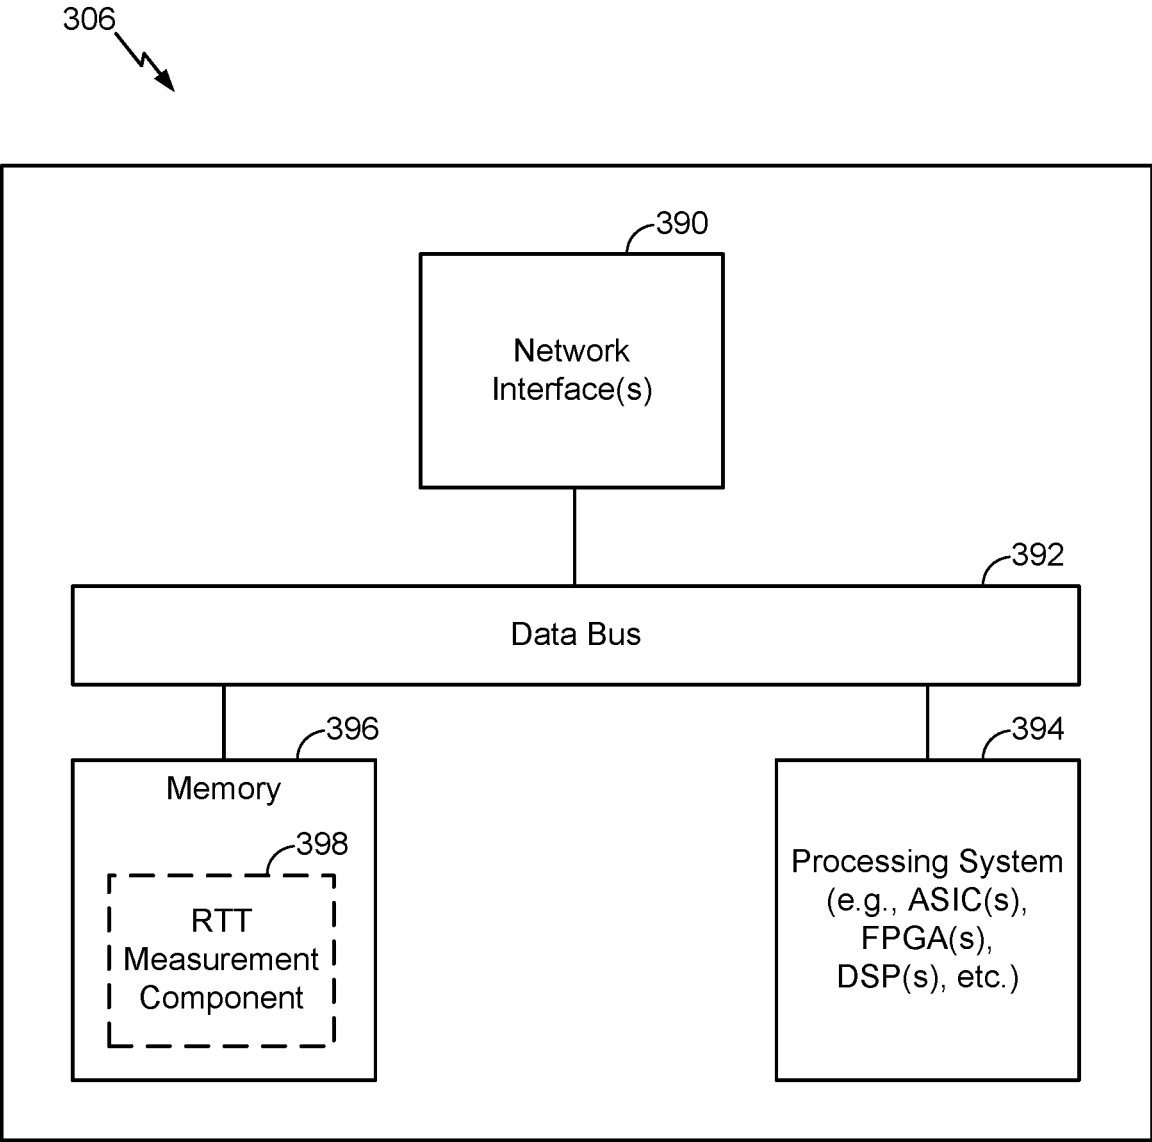 306
390
Network
Interface(s)
392
Data Bus
396
394
Memory
398
RTT
Measurement
Component
Processing System
(e.g., ASIC(s),
FPGA(s),
DSP(s), etc.)